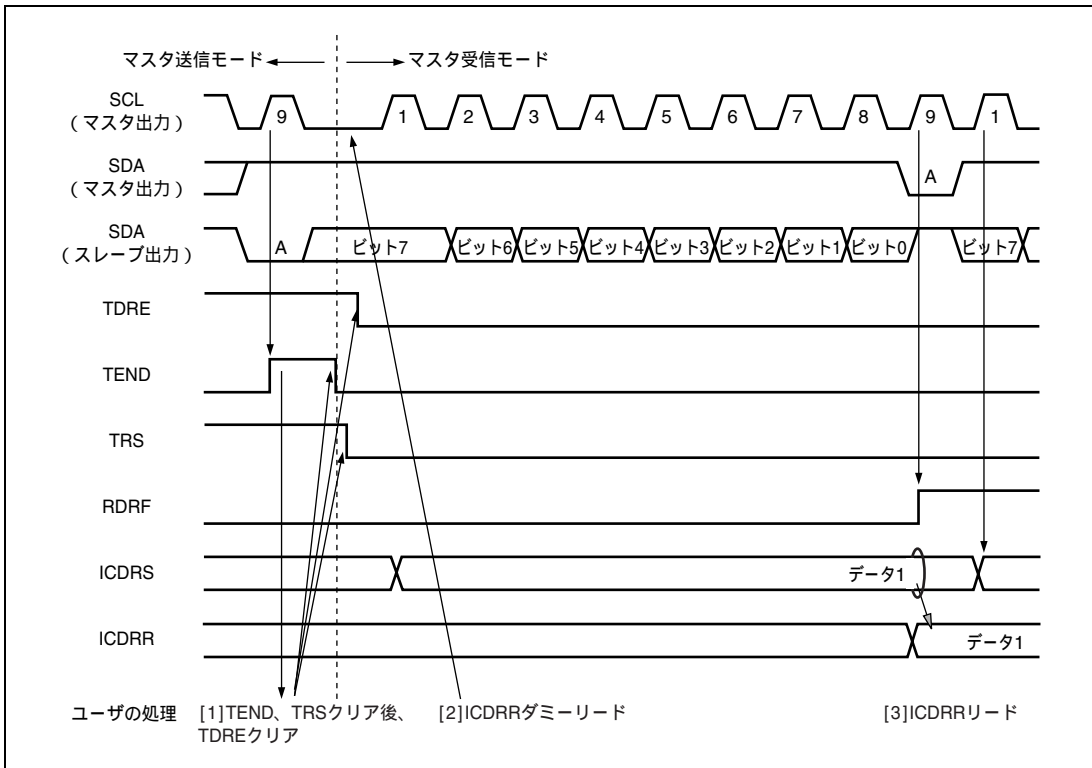 マスタ送信モード マスタ受信モード
SCL
(マスタ出力)
9 1 2 3 4 5 6 7 8 9 1
SDA
(マスタ出力)
A
SDA
(スレーブ出力)
A ビット7 ビット6 ビット5 ビット4 ビット3 ビット2 ビット1 ビット0 ビット7
TDRE
TEND
TRS
RDRF
ICDRS
データ1
ICDRR
データ1
ユーザの処理 [1]TEND、TRSクリア後、 [2]ICDRRダミーリード [3]ICDRRリード
TDREクリア